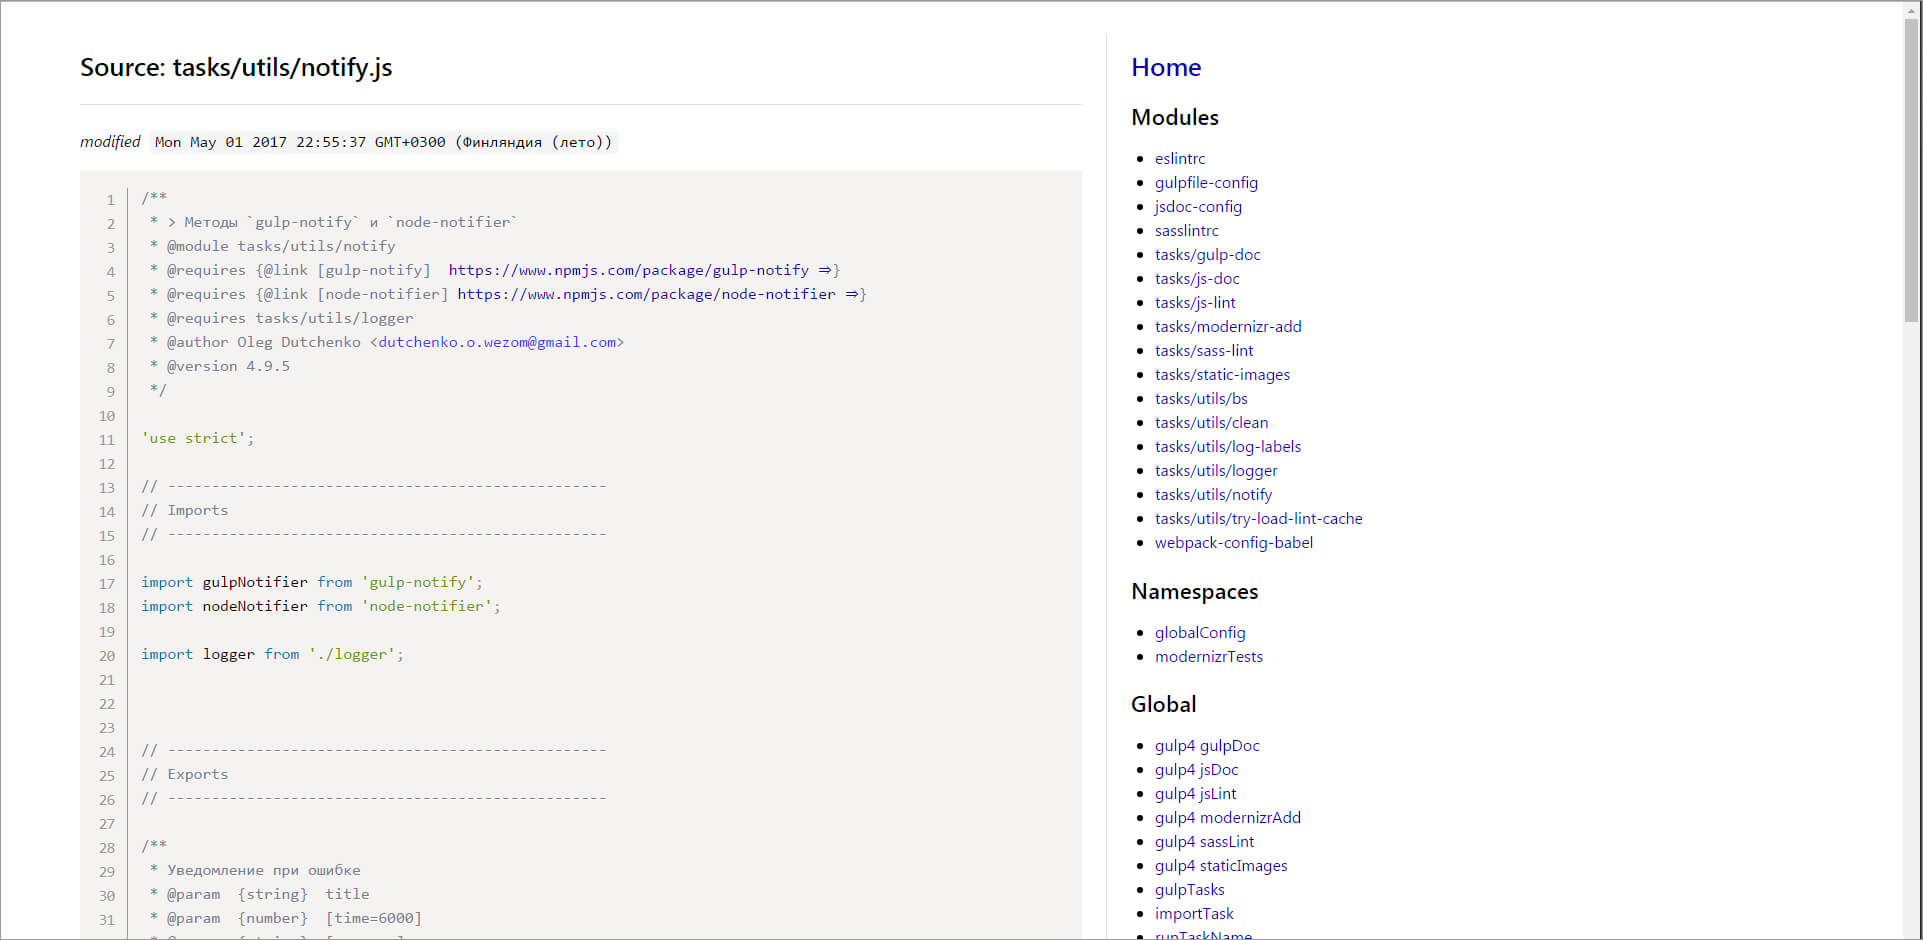 Source: tasks/utils/notify.js
modified Mon May 01 2017 22:55:37 GMT+0300 (Финляндия (лето))
1 /**
2 * > Методы `gulp-notify` и `node-notifier`
3 * @module tasks/utils/notify
4 * @requires {@link [gulp-notify]  https://www.npmjs.com/package/gulp-notify ⇒}
5 * @requires {@link [node-notifier] https://www.npmjs.com/package/node-notifier ⇒}
6 * @requires tasks/utils/logger
7 * @author Oleg Dutchenko <dutchenko.o.wezom@gmail.com>
8 * @version 4.9.5
9 */
10
11 'use strict';
12
13 // --------------------------------------------------
14 // Imports
15 // --------------------------------------------------
16
17 import gulpNotifier from 'gulp-notify';
18 import nodeNotifier from 'node-notifier';
19
20 import logger from './logger';
21
22
23
24 // --------------------------------------------------
25 // Exports
26 // --------------------------------------------------
27
28 /**
29 * Уведомление при ошибке
30 * @param  {string}  title
31 * @param  {number}  [time=6000]
Home
Modules
eslintrc
gulpfile-config
jsdoc-config
sasslintrc
tasks/gulp-doc
tasks/js-doc
tasks/js-lint
tasks/modernizr-add
tasks/sass-lint
tasks/static-images
tasks/utils/bs
tasks/utils/clean
tasks/utils/log-labels
tasks/utils/logger
tasks/utils/notify
tasks/utils/try-load-lint-cache
webpack-config-babel
Namespaces
globalConfig
modernizrTests
Global
gulp4 gulpDoc
gulp4 jsDoc
gulp4 jsLint
gulp4 modernizrAdd
gulp4 sassLint
gulp4 staticImages
gulpTasks
importTask
runTaskName